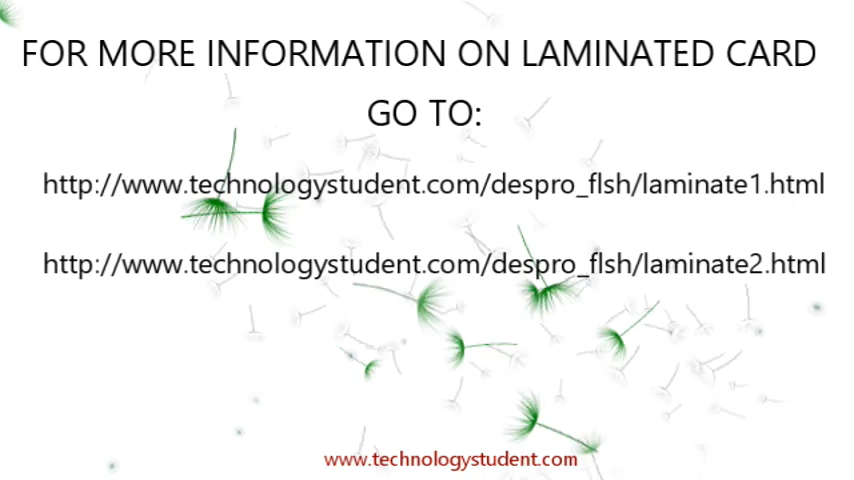 FOR MORE INFORMATION ON LAMINATED CARD
GO TO:
http://www.technologystudent.com/despro_flsh/laminate1.html
http://www.technologystudent.com/despro_flsh/laminate2.html
www.technologystudent.com